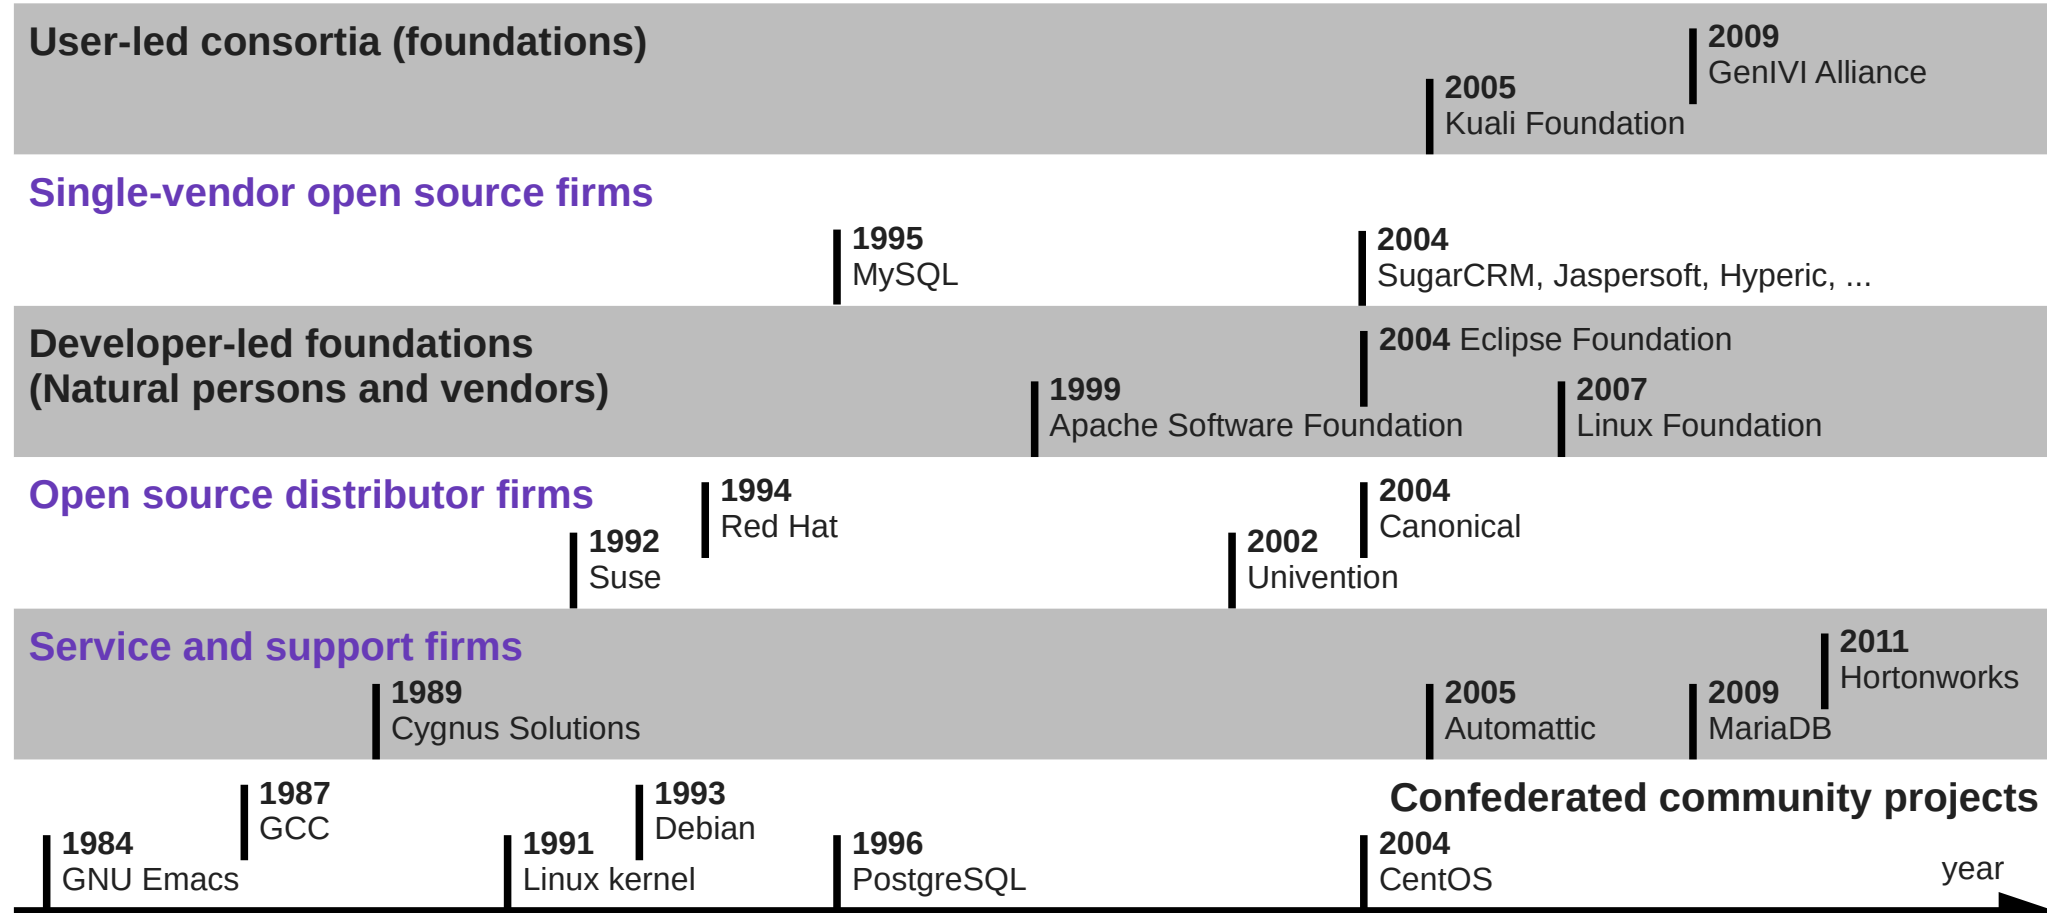 User-led consortia (foundations)
2009
GenIVI Alliance
2005
Kuali Foundation
Single-vendor open source firms
1995
MySQL
2004
SugarCRM, Jaspersoft, Hyperic, ...
Developer-led foundations
(Natural persons and vendors)
2004 Eclipse Foundation
1999
Apache Software Foundation
2007
Linux Foundation
Open source distributor firms
1994
Red Hat
2004
Canonical
1992
Suse
2002
Univention
Service and support firms
2011
Hortonworks
1989
Cygnus Solutions
2005
Automattic
2009
MariaDB
Confederated community projects
1987
GCC
1993
Debian
1984
GNU Emacs
1991
Linux kernel
1996
PostgreSQL
2004
CentOS
year